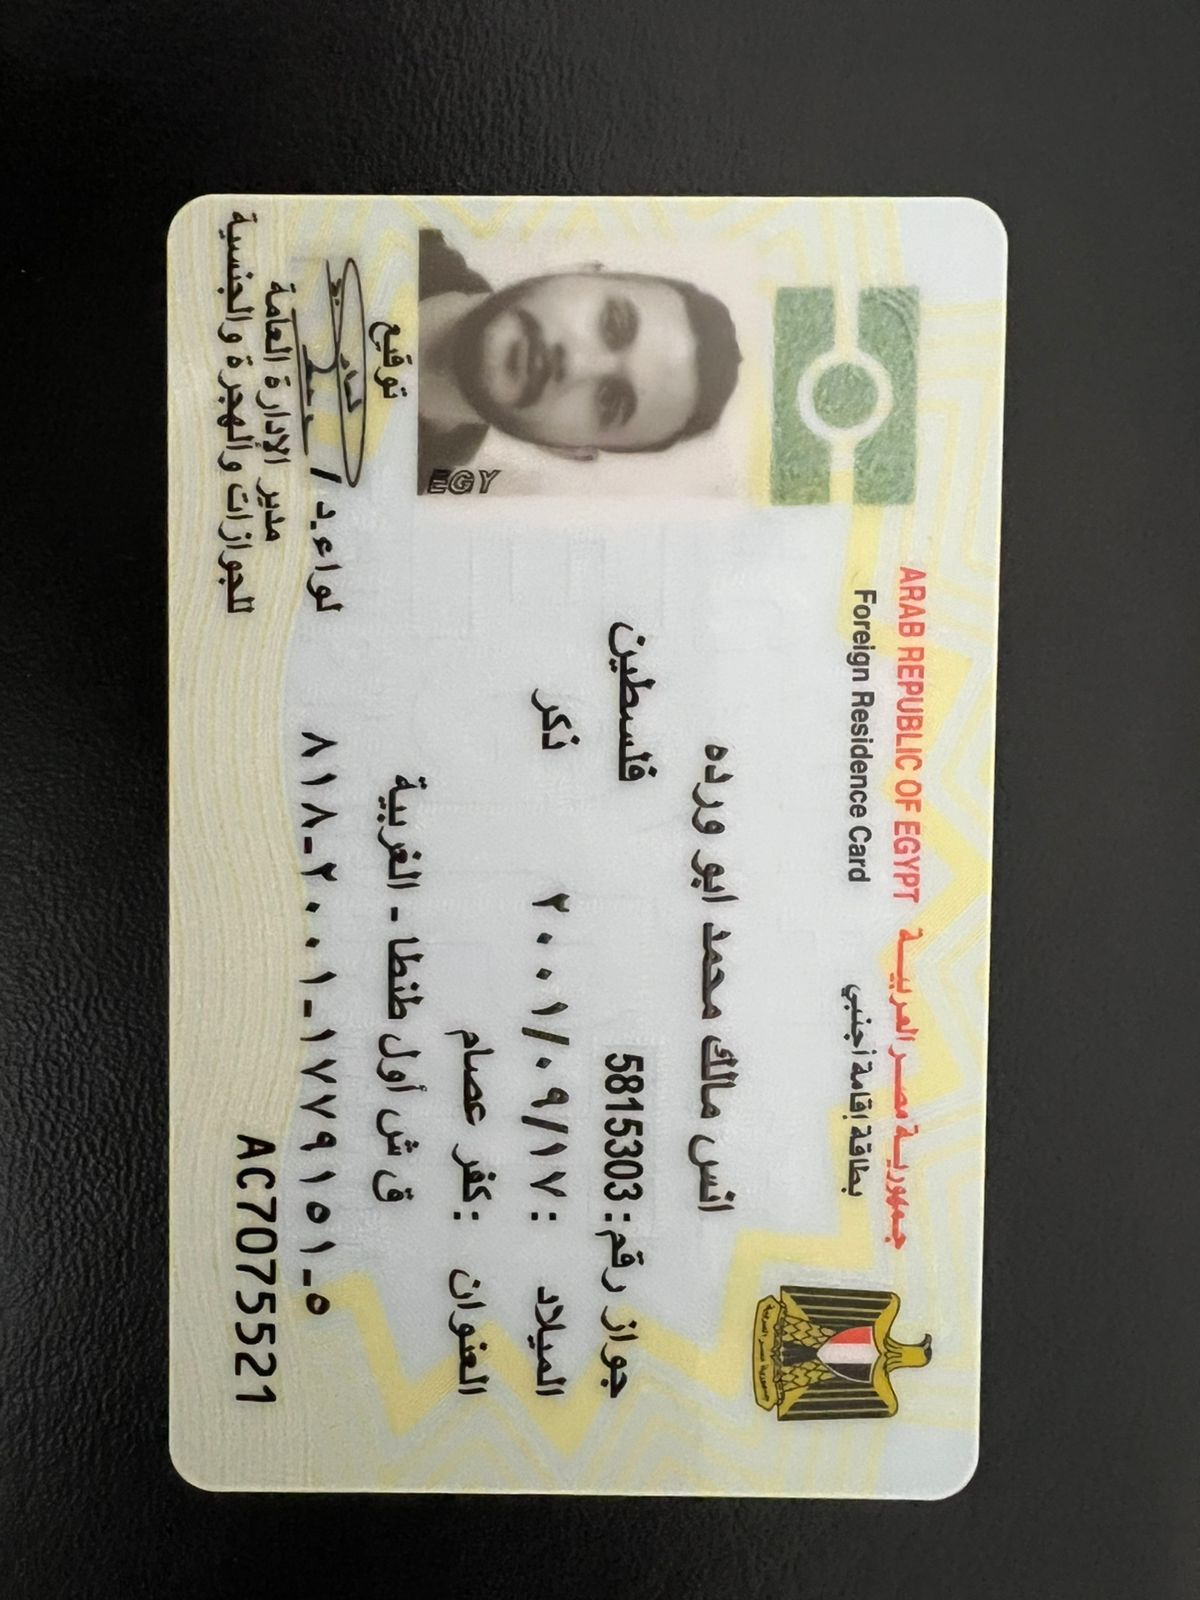 ARAB REPUBLIC OF EGYPT جمهورية مصر العربية
Foreign Residence Card بطاقة إقامة أجنبي
انس مالك محمد ابو ورده
جواز رقم : 5815303 فلسطين
الميلاد : ٢٠٠١/٠٩/١٧ ذكر
العنوان : كفر عصام
ق ش أول طنطا - الغربية
٨١٨-٢٠٠١-١٧٧٩١٥١-٥
AC7075521
EGY
توقيع
لواء.د /
مدير الإدارة العامة
للجوازات والهجرة والجنسية